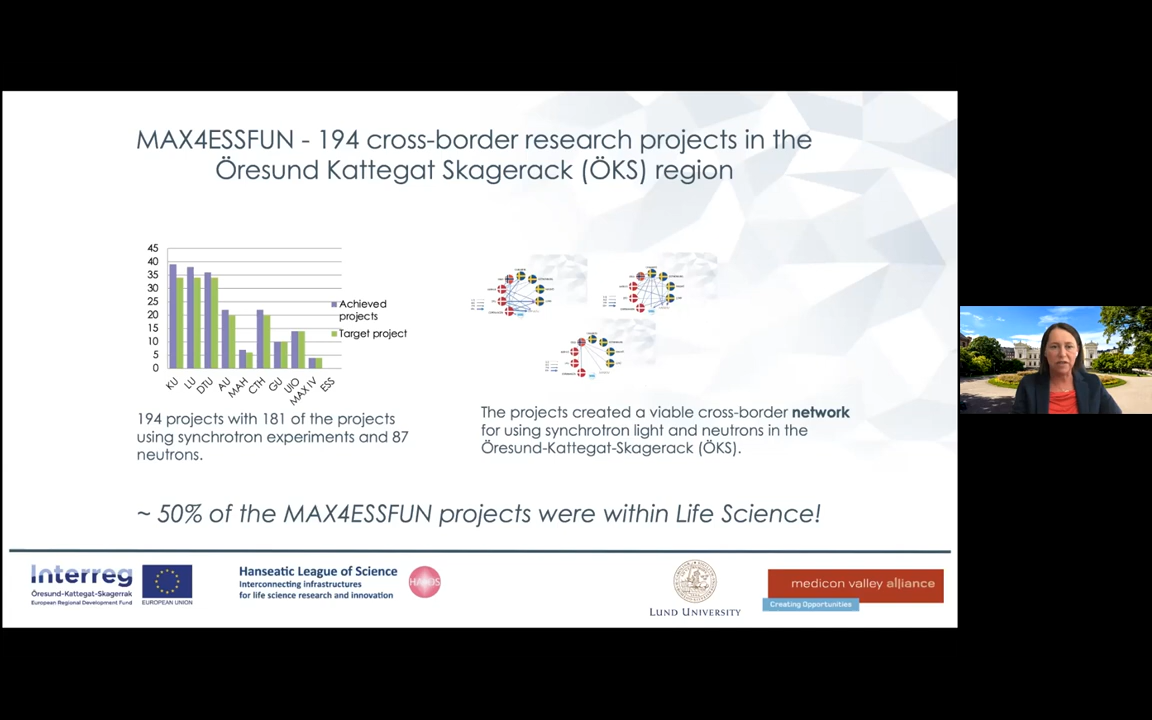 MAX4ESSFUN - 194 cross-border research projects in the
Öresund Kattegat Skagerack (ÖKS) region
45
40
35
30
25
20
15
10
5
0
KU
LU
DTU
AU
MAH
CTH
GU
UIO
MAX IV
ESS
Achieved
projects
Target project
194 projects with 181 of the projects
using synchrotron experiments and 87
neutrons.
The projects created a viable cross-border network
for using synchrotron light and neutrons in the
Öresund-Kattegat-Skagerack (ÖKS).
~ 50% of the MAX4ESSFUN projects were within Life Science!
Interreg
Öresund-Kattegat-Skagerrak
European Regional Development Fund
EUROPEAN UNION
Hanseatic League of Science
Interconnecting infrastructures
for life science research and innovation
HALOS
LUND UNIVERSITY
medicon valley alliance
Creating Opportunities